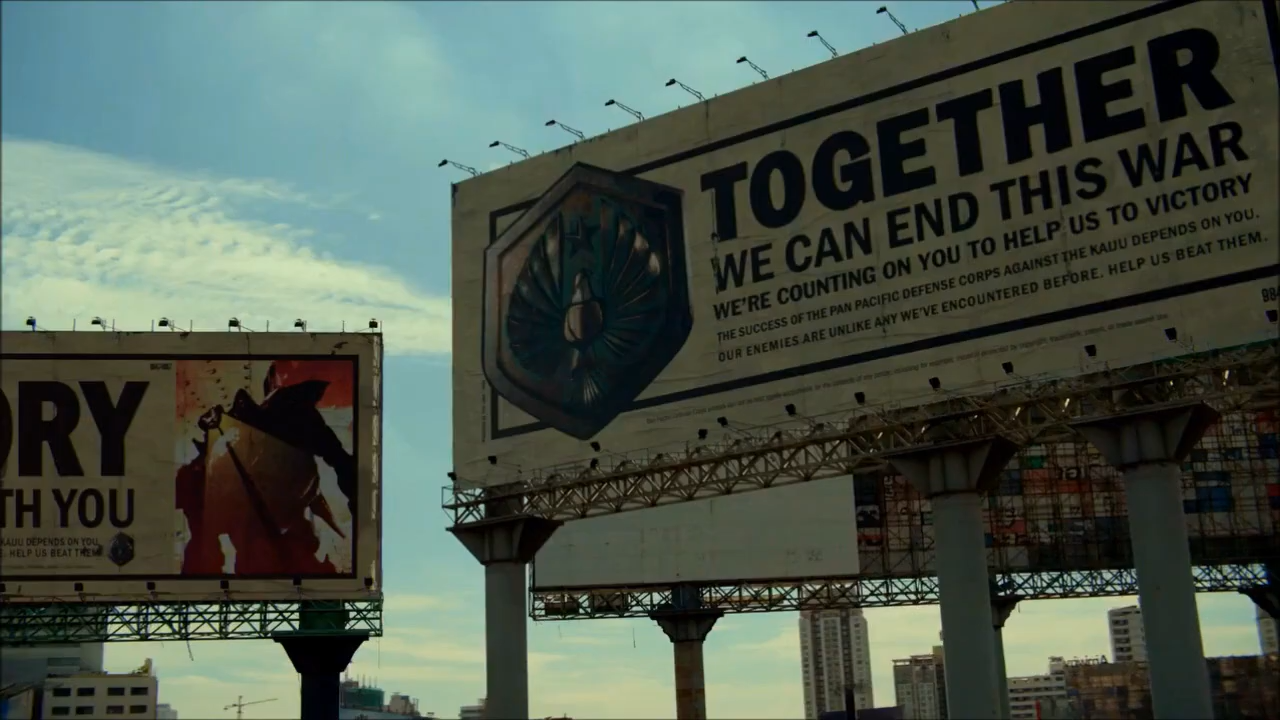 TOGETHER
WE CAN END THIS WAR
WE'RE COUNTING ON YOU TO HELP US TO VICTORY
THE SUCCESS OF THE PAN PACIFIC DEFENSE CORPS AGAINST THE KAIJU DEPENDS ON YOU.
OUR ENEMIES ARE UNLIKE ANY WE'VE ENCOUNTERED BEFORE. HELP US BEAT THEM.
ORY
TH YOU
KAIJU DEPENDS ON YOU.
. HELP US BEAT THEM.